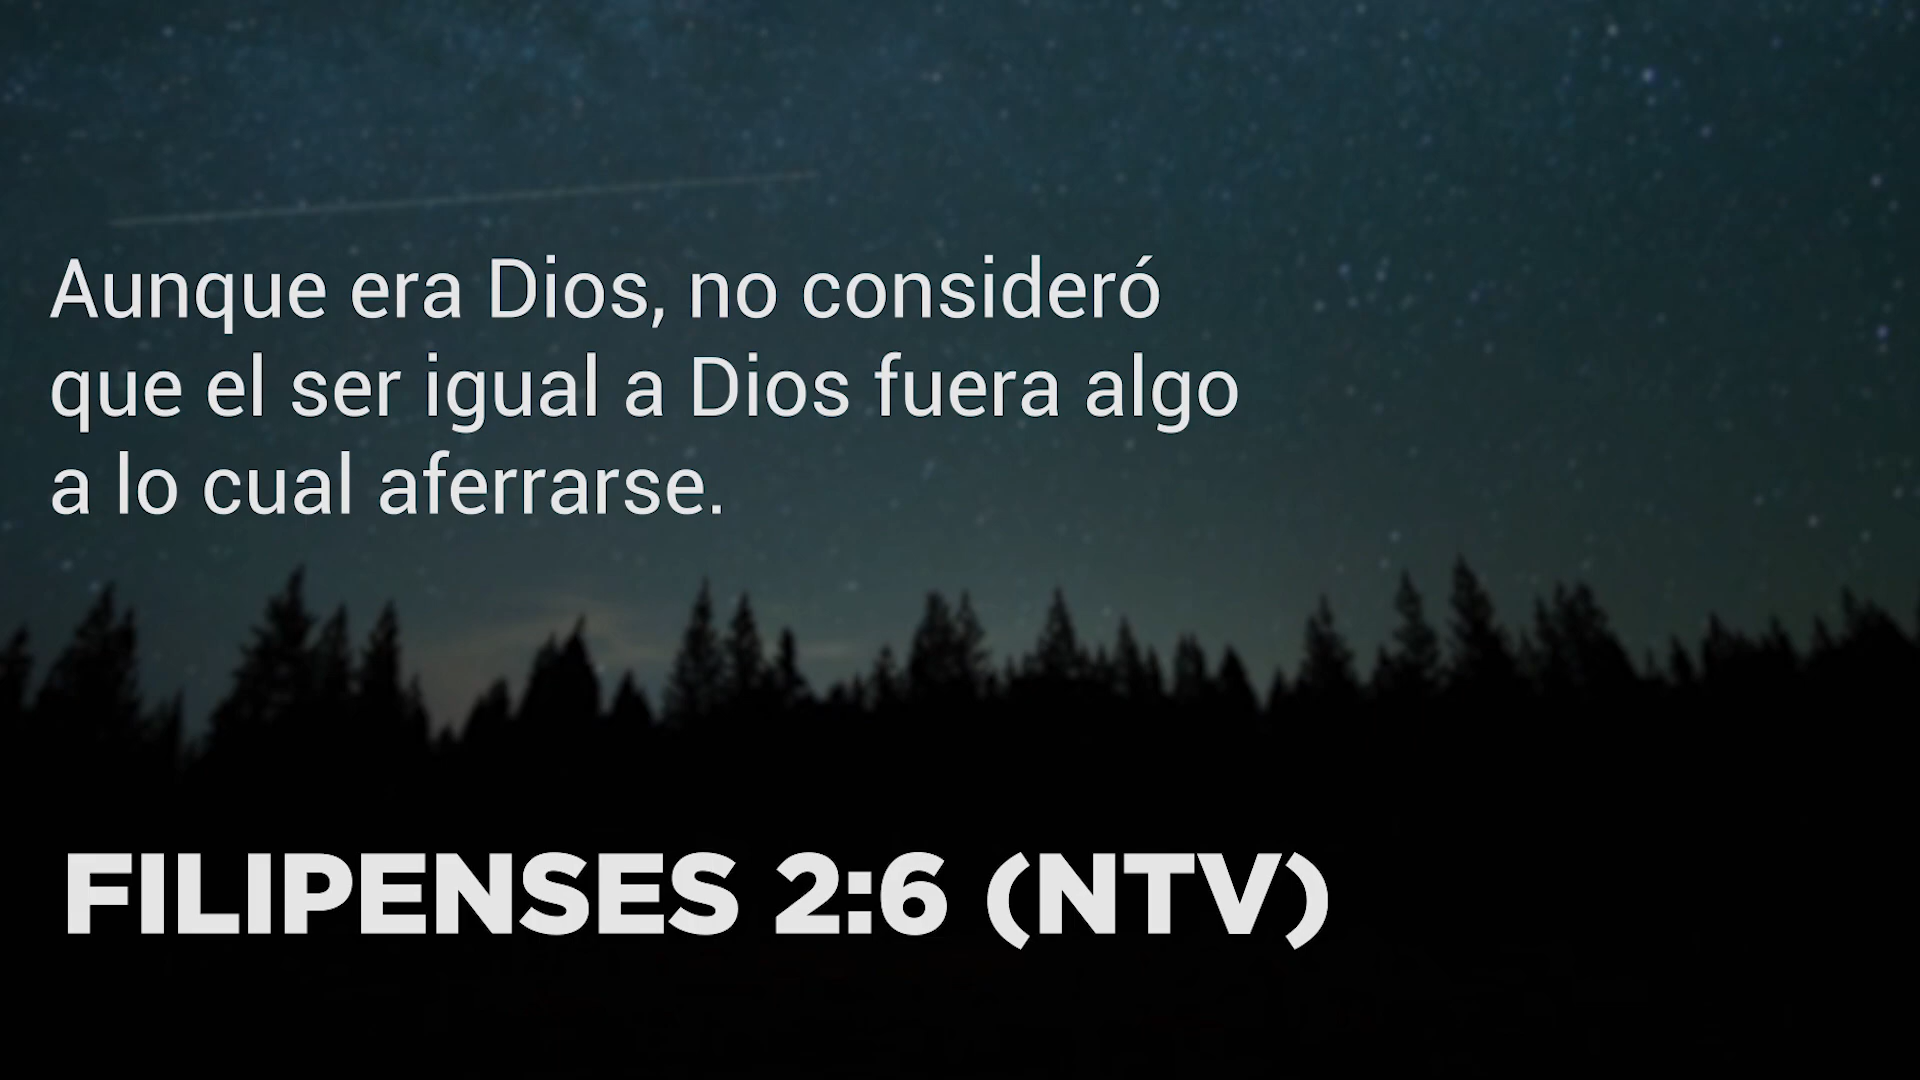 Aunque era Dios, no consideró
que el ser igual a Dios fuera algo
a lo cual aferrarse.
FILIPENSES 2:6 (NTV)